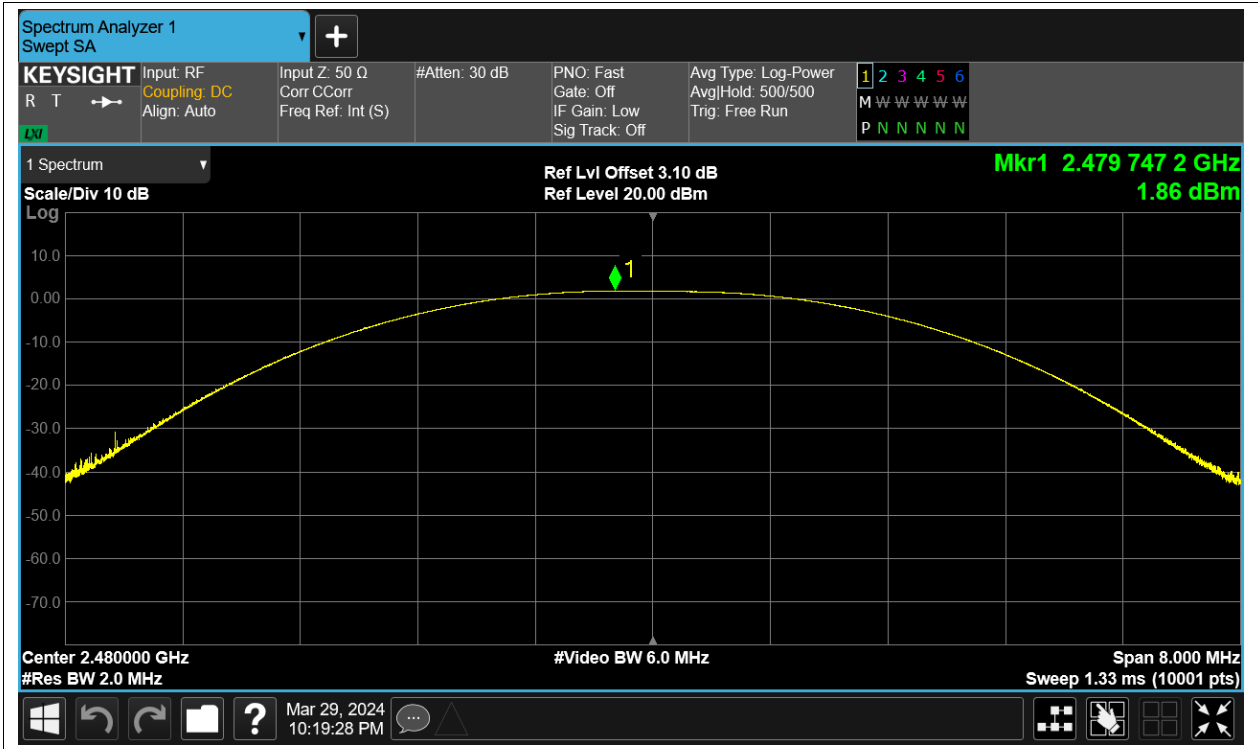 Spectrum Analyzer 1
Swept SA
KEYSIGHT
R T
LXI
Input: RF
Coupling: DC
Align: Auto
Input Z: 50 Ω
Corr CCorr
Freq Ref: Int (S)
#Atten: 30 dB
PNO: Fast
Gate: Off
IF Gain: Low
Sig Track: Off
Avg Type: Log-Power
Avg|Hold: 500/500
Trig: Free Run
1 2 3 4 5 6
M W W W W W
P N N N N N
1 Spectrum
Scale/Div 10 dB
Log
Ref Lvl Offset 3.10 dB
Ref Level 20.00 dBm
Mkr1 2.479 747 2 GHz
1.86 dBm
1
10.0
0.00
-10.0
-20.0
-30.0
-40.0
-50.0
-60.0
-70.0
Center 2.480000 GHz
#Res BW 2.0 MHz
#Video BW 6.0 MHz
Span 8.000 MHz
Sweep 1.33 ms (10001 pts)
?
Mar 29, 2024
10:19:28 PM